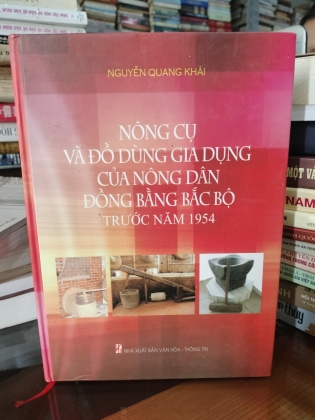 NGUYỄN QUANG KHẢI
NÔNG CỤ
VÀ ĐỒ DÙNG GIA DỤNG
CỦA NÔNG DÂN
ĐỒNG BẰNG BẮC BỘ
TRƯỚC NĂM 1954
NHÀ XUẤT BẢN VĂN HÓA - THÔNG TIN